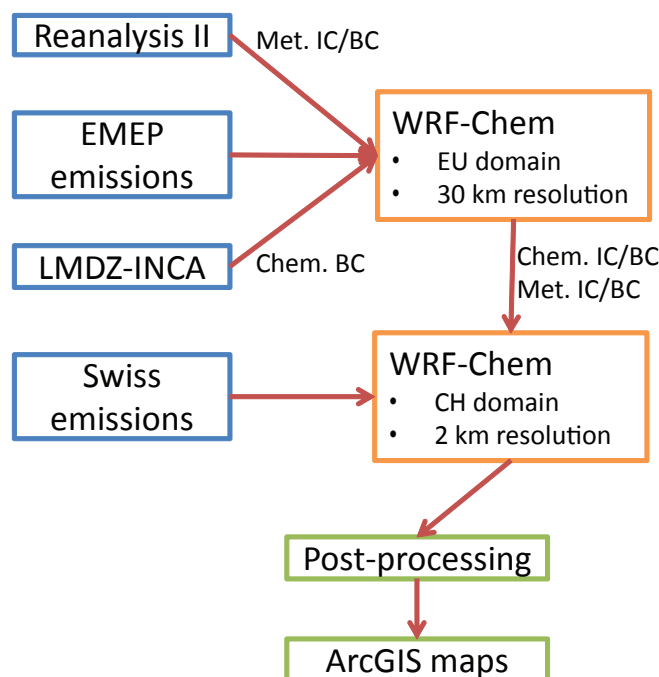 Reanalysis II
Met. IC/BC
EMEP
emissions
LMDZ-INCA
Chem. BC
WRF-Chem
• EU domain
• 30 km resolution
Chem. IC/BC
Met. IC/BC
Swiss
emissions
WRF-Chem
• CH domain
• 2 km resolution
Post-processing
ArcGIS maps